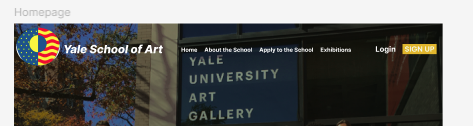 Homepage
Yale School of Art
Home About the School Apply to the School Exhibitions
Login SIGN UP
YALE
UNIVERSITY
ART
GALLERY